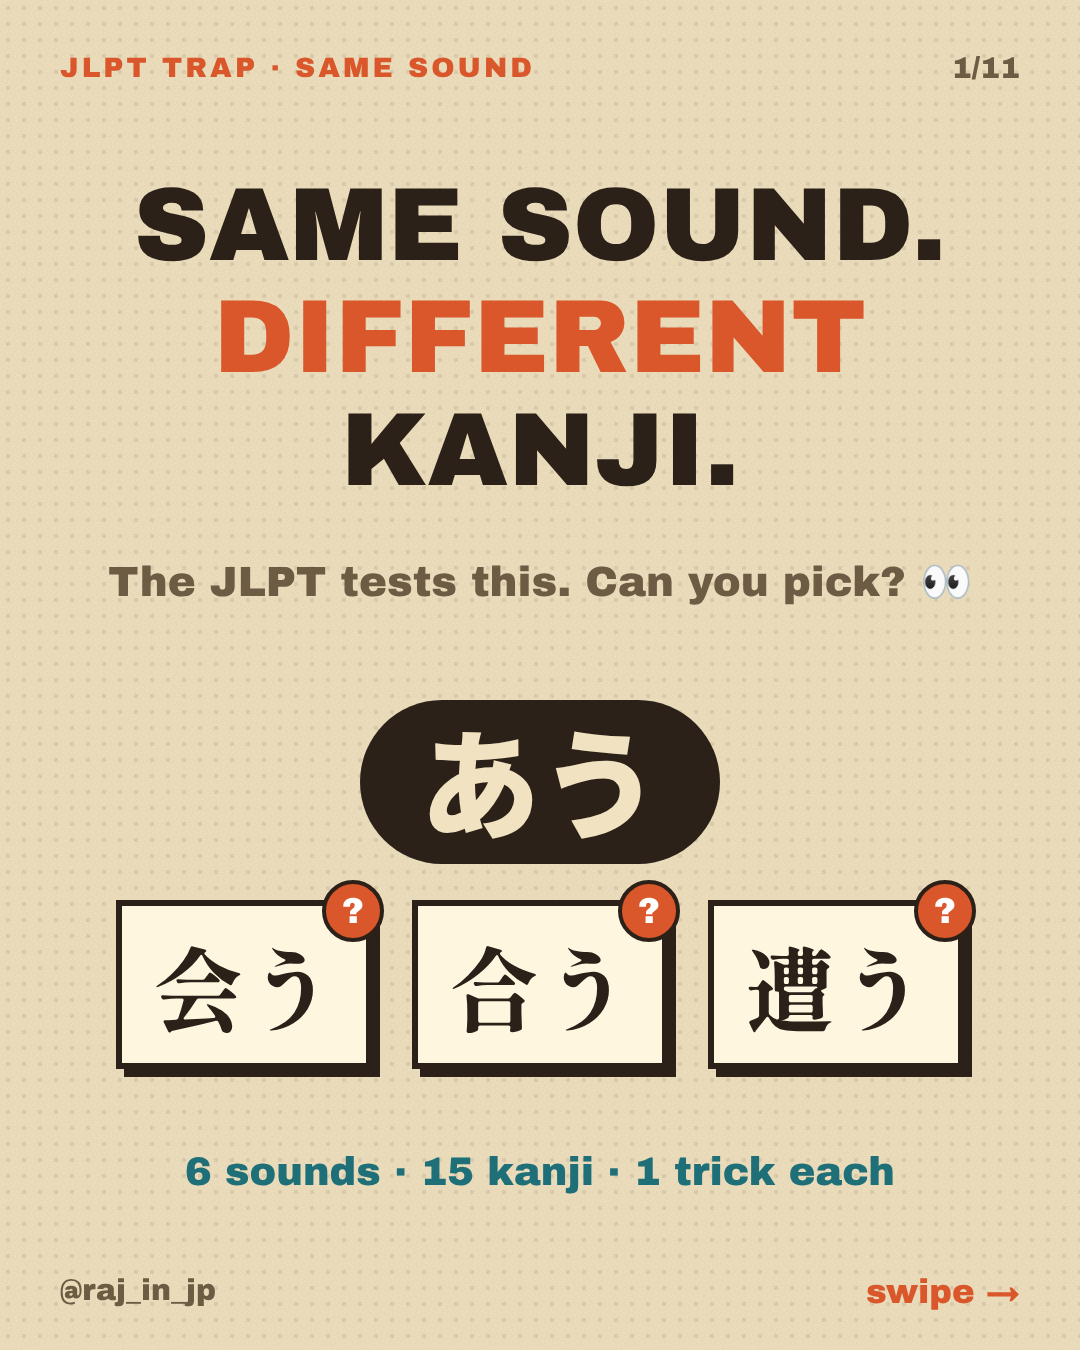 JLPT TRAP · SAME SOUND
1/11
SAME SOUND.
DIFFERENT
KANJI.
The JLPT tests this. Can you pick? 👀
あう
? ? ?
会う 合う 遭う
6 sounds · 15 kanji · 1 trick each
@raj_in_jp
swipe →